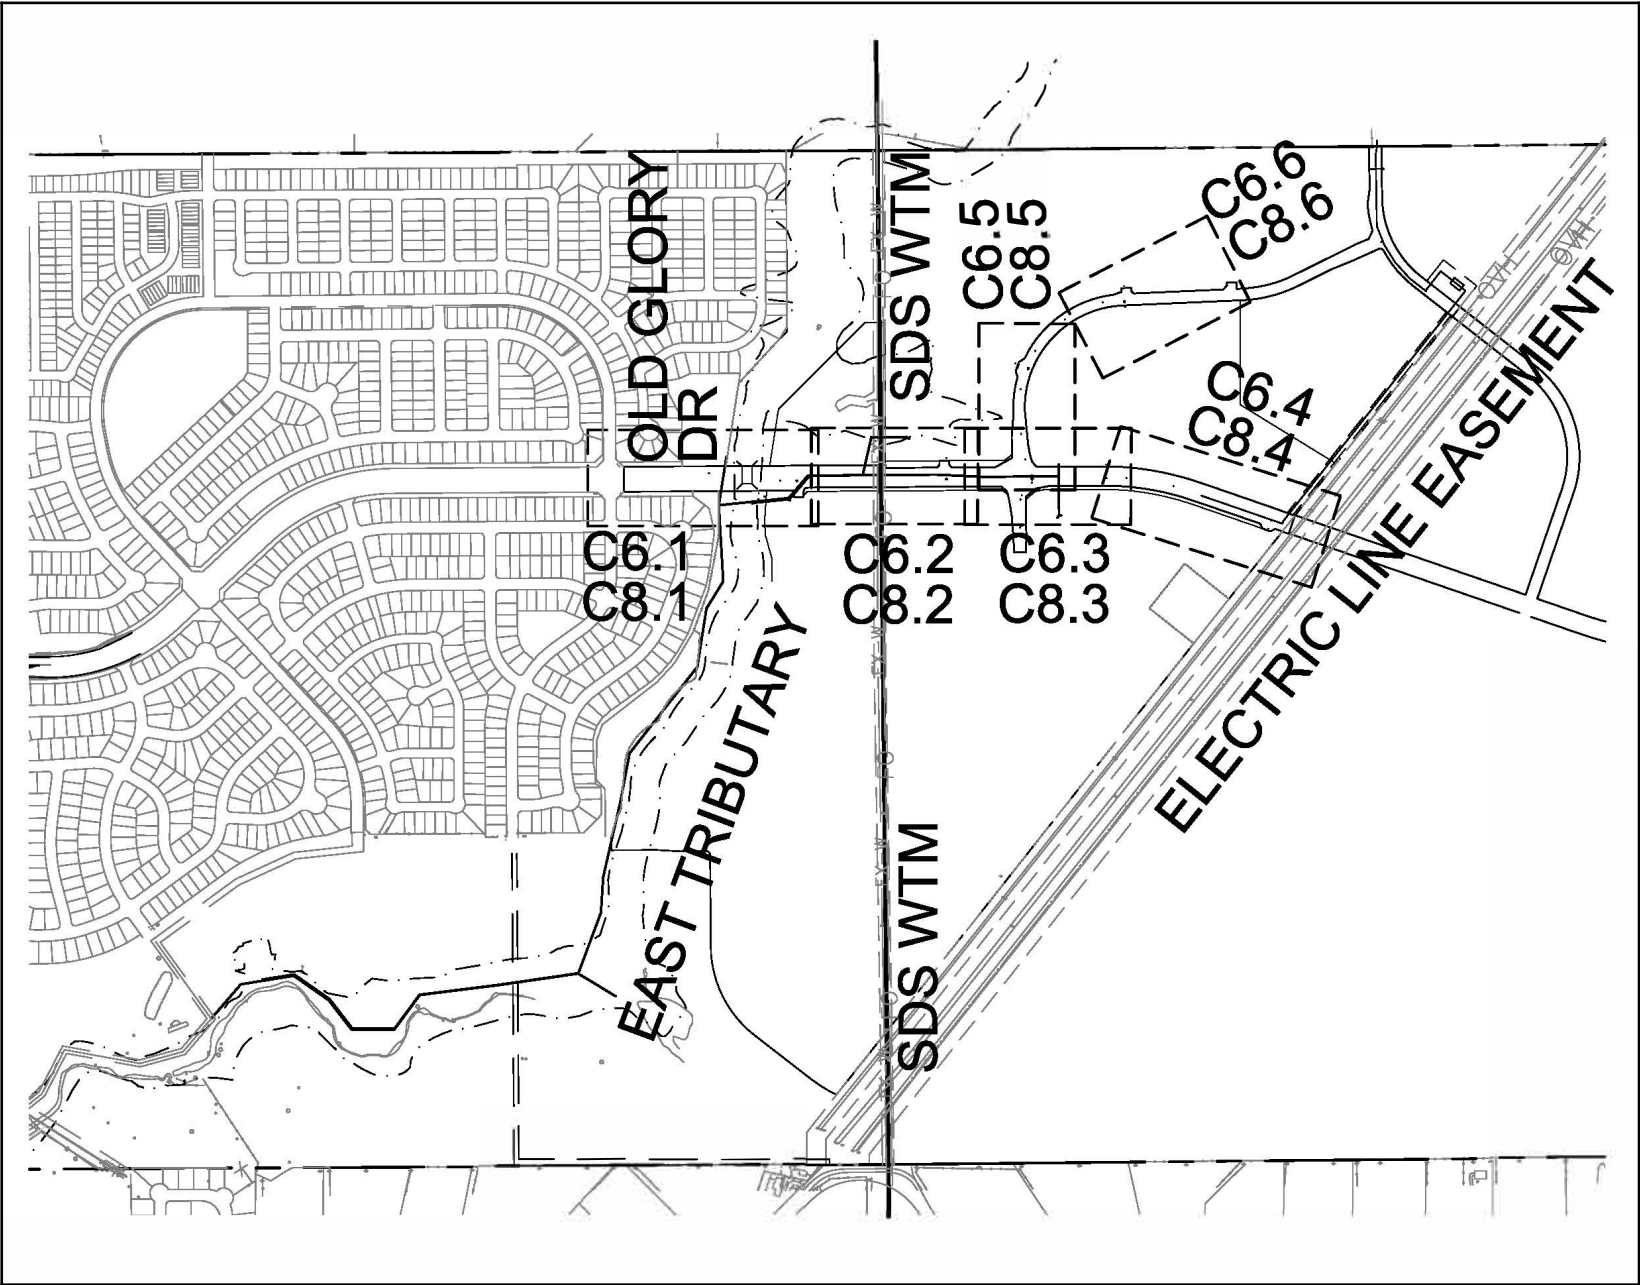 OLD GLORY
DR
SDS WTM
C6.5
C8.5
C6.6
C8.6
OVH
OVH
C6.4
C8.4
ELECTRIC LINE EASEMENT
C6.1
C8.1
C6.2
C8.2
C6.3
C8.3
EAST TRIBUTARY
SDS WTM